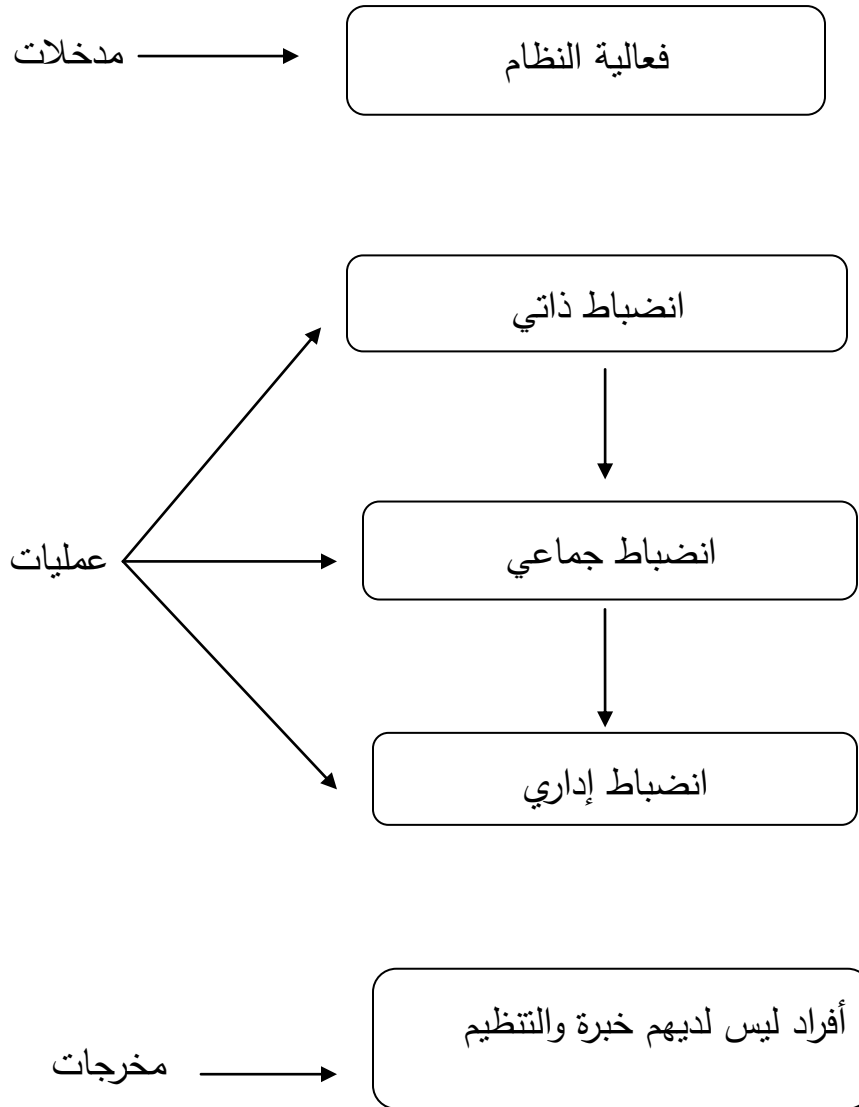 مدخلات
فعالية النظام
انضباط ذاتي
عمليات
انضباط جماعي
انضباط إداري
أفراد ليس لديهم خبرة والتنظيم
مخرجات